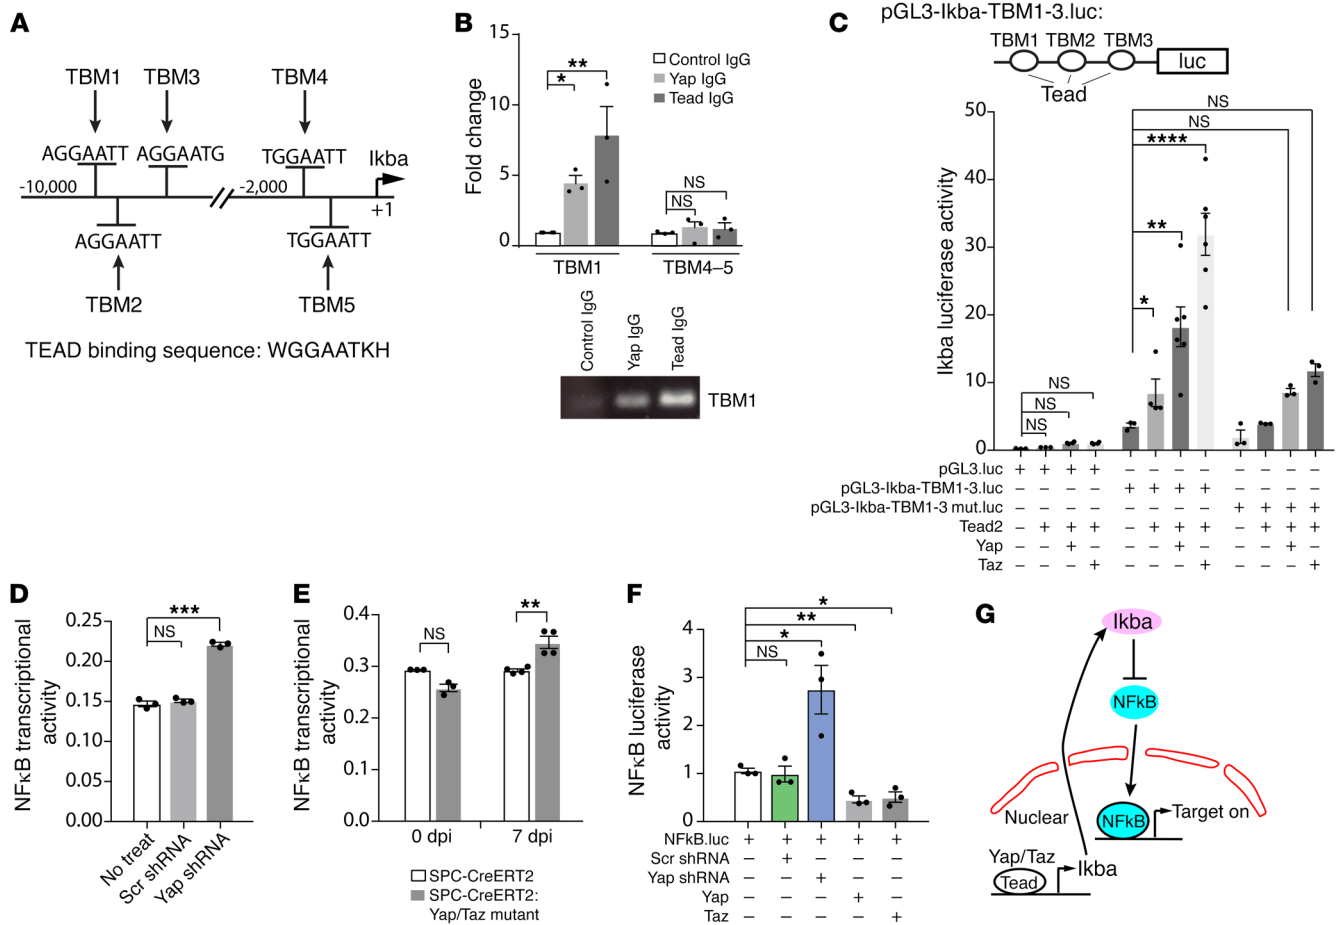 A
TBM1 TBM3 TBM4
AGGAATT AGGAATG TGGAATT
Ikba
-10,000 -2,000
+1
AGGAATT TGGAATT
TBM2 TBM5
TEAD binding sequence: WGGAATKH
B
Fold change
15
10
5
0
Control IgG
Yap IgG
Tead IgG
**
*
NS
NS
TBM1 TBM4–5
Control IgG
Yap IgG
Tead IgG
TBM1
C
pGL3-Ikba-TBM1-3.luc:
TBM1 TBM2 TBM3
luc
Tead
Ikba luciferase activity
50
40
30
20
10
0
NS
NS
****
**
*
NS
NS
NS
pGL3.luc + + + + – – – – – – – –
pGL3-Ikba-TBM1-3.luc – – – – + + + + – – – –
pGL3-Ikba-TBM1-3 mut.luc – – – – – – – – + + + +
Tead2 – + + + – + + + – + + +
Yap – – + – – – + – – – + –
Taz – – – + – – – + – – – +
D
NFκB transcriptional
activity
0.25
0.20
0.15
0.10
0.05
0.00
***
NS
No treat
Scr shRNA
Yap shRNA
E
NFκB transcriptional
activity
0.4
0.3
0.2
0.1
0.0
NS
**
0 dpi 7 dpi
SPC-CreERT2
SPC-CreERT2:
Yap/Taz mutant
F
NFκB luciferase
activity
4
3
2
1
0
*
**
*
NS
NFkB.luc + + + + +
Scr shRNA – + – – –
Yap shRNA – – + – –
Yap – – – + –
Taz – – – – +
G
Ikba
NFkB
NFkB
Target on
Nuclear
Yap/Taz
Tead
Ikba